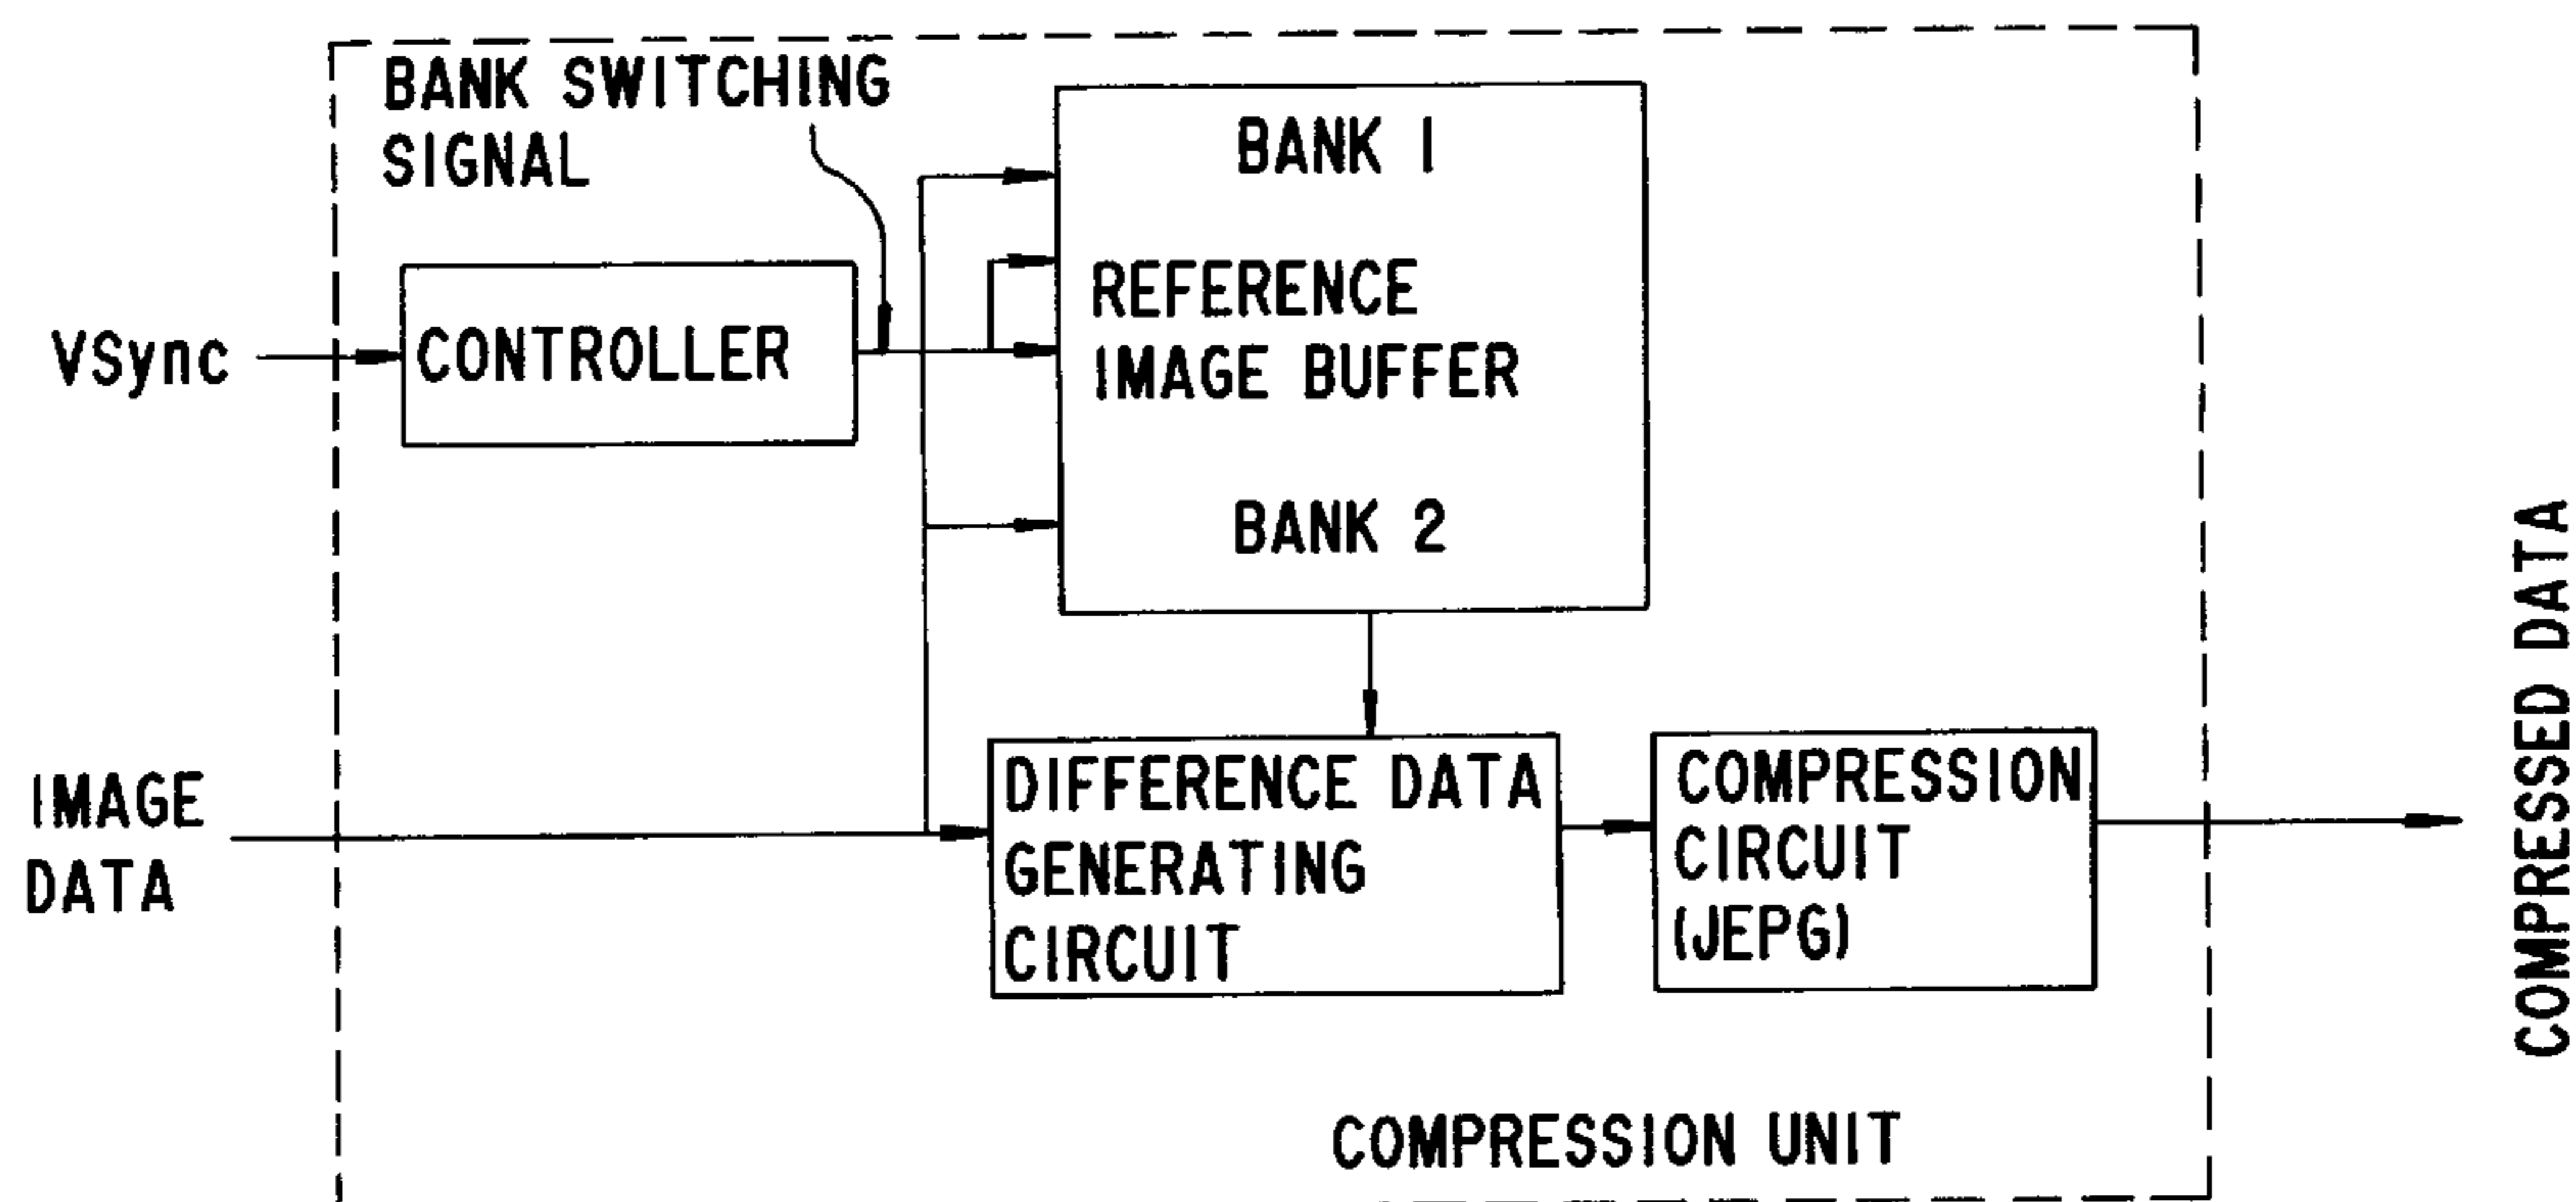 BANK SWITCHING
SIGNAL
BANK 1
REFERENCE
IMAGE BUFFER
BANK 2
VSync
CONTROLLER
IMAGE
DATA
DIFFERENCE DATA
GENERATING
CIRCUIT
COMPRESSION
CIRCUIT
(JEPG)
COMPRESSED DATA
COMPRESSION UNIT